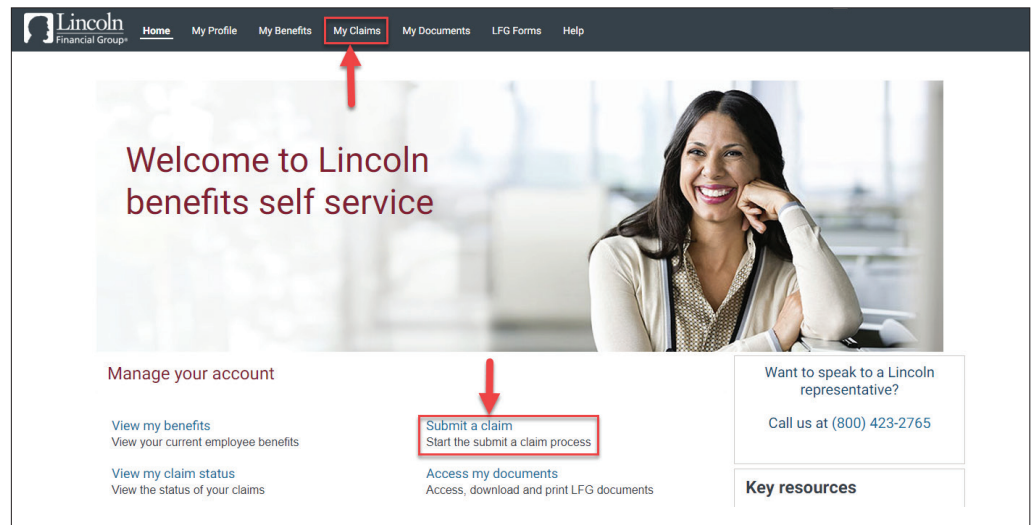 Lincoln
Financial Group®
Home My Profile My Benefits My Claims My Documents LFG Forms Help
Welcome to Lincoln
benefits self service
Manage your account
View my benefits
View your current employee benefits
Submit a claim
Start the submit a claim process
View my claim status
View the status of your claims
Access my documents
Access, download and print LFG documents
Want to speak to a Lincoln
representative?
Call us at (800) 423-2765
Key resources